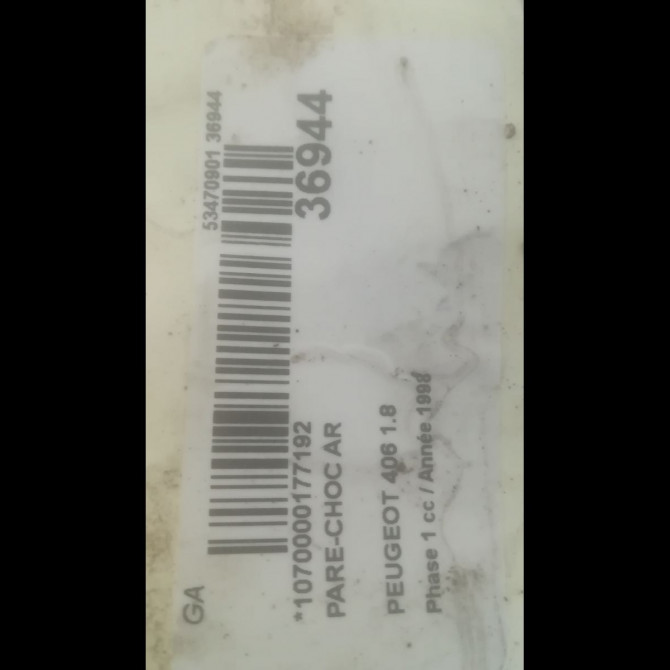 GA
53470901 36944
*1070000177192
36944
PARE-CHOC AR
PEUGEOT 406 1.8
Phase 1 cc / Année 1998